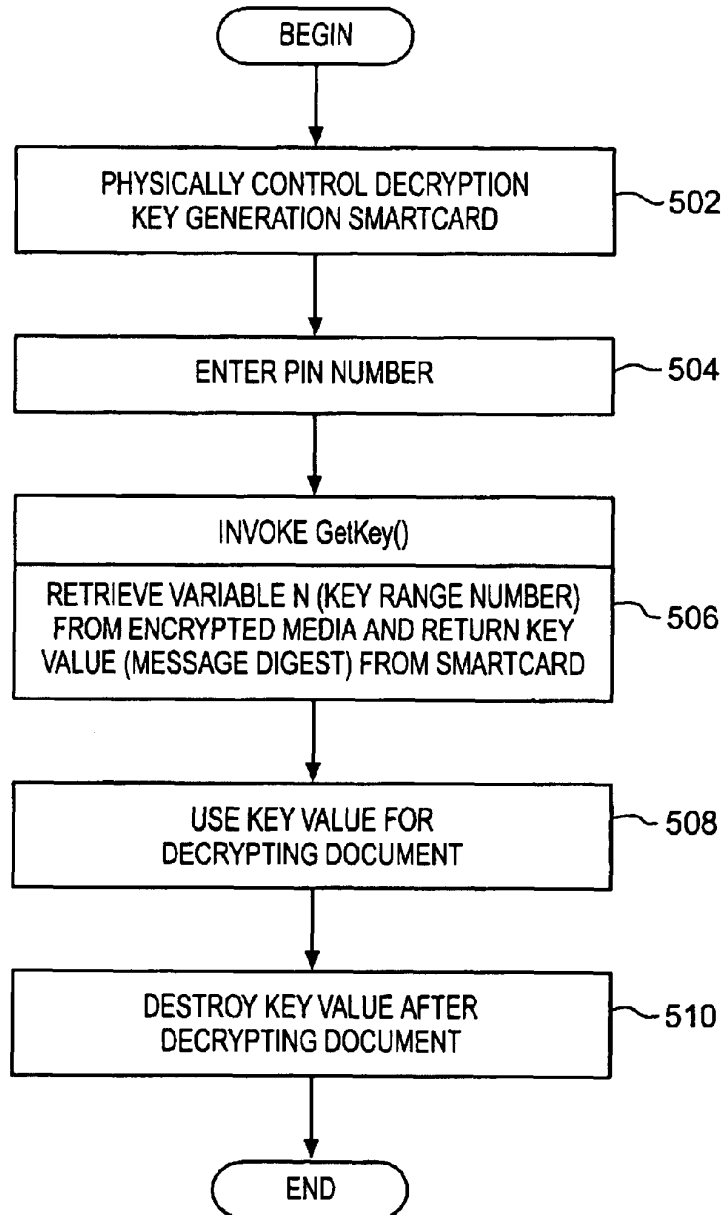 BEGIN
PHYSICALLY CONTROL DECRYPTION
KEY GENERATION SMARTCARD
502
ENTER PIN NUMBER
504
INVOKE GetKey()
RETRIEVE VARIABLE N (KEY RANGE NUMBER)
FROM ENCRYPTED MEDIA AND RETURN KEY
VALUE (MESSAGE DIGEST) FROM SMARTCARD
506
USE KEY VALUE FOR
DECRYPTING DOCUMENT
508
DESTROY KEY VALUE AFTER
DECRYPTING DOCUMENT
510
END